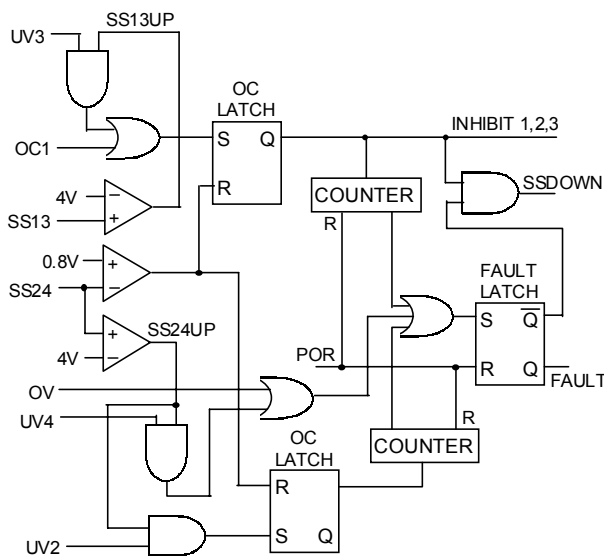 SS13UP
UV3
OC
LATCH
S Q
INHIBIT 1,2,3
OC1
R
COUNTER
SSDOWN
4V
−
SS13
+
R
0.8V
+
FAULT
LATCH
SS24
−
+
SS24UP
S Q
4V
−
POR
R Q
FAULT
OV
UV4
R
OC
LATCH
COUNTER
R
S Q
UV2